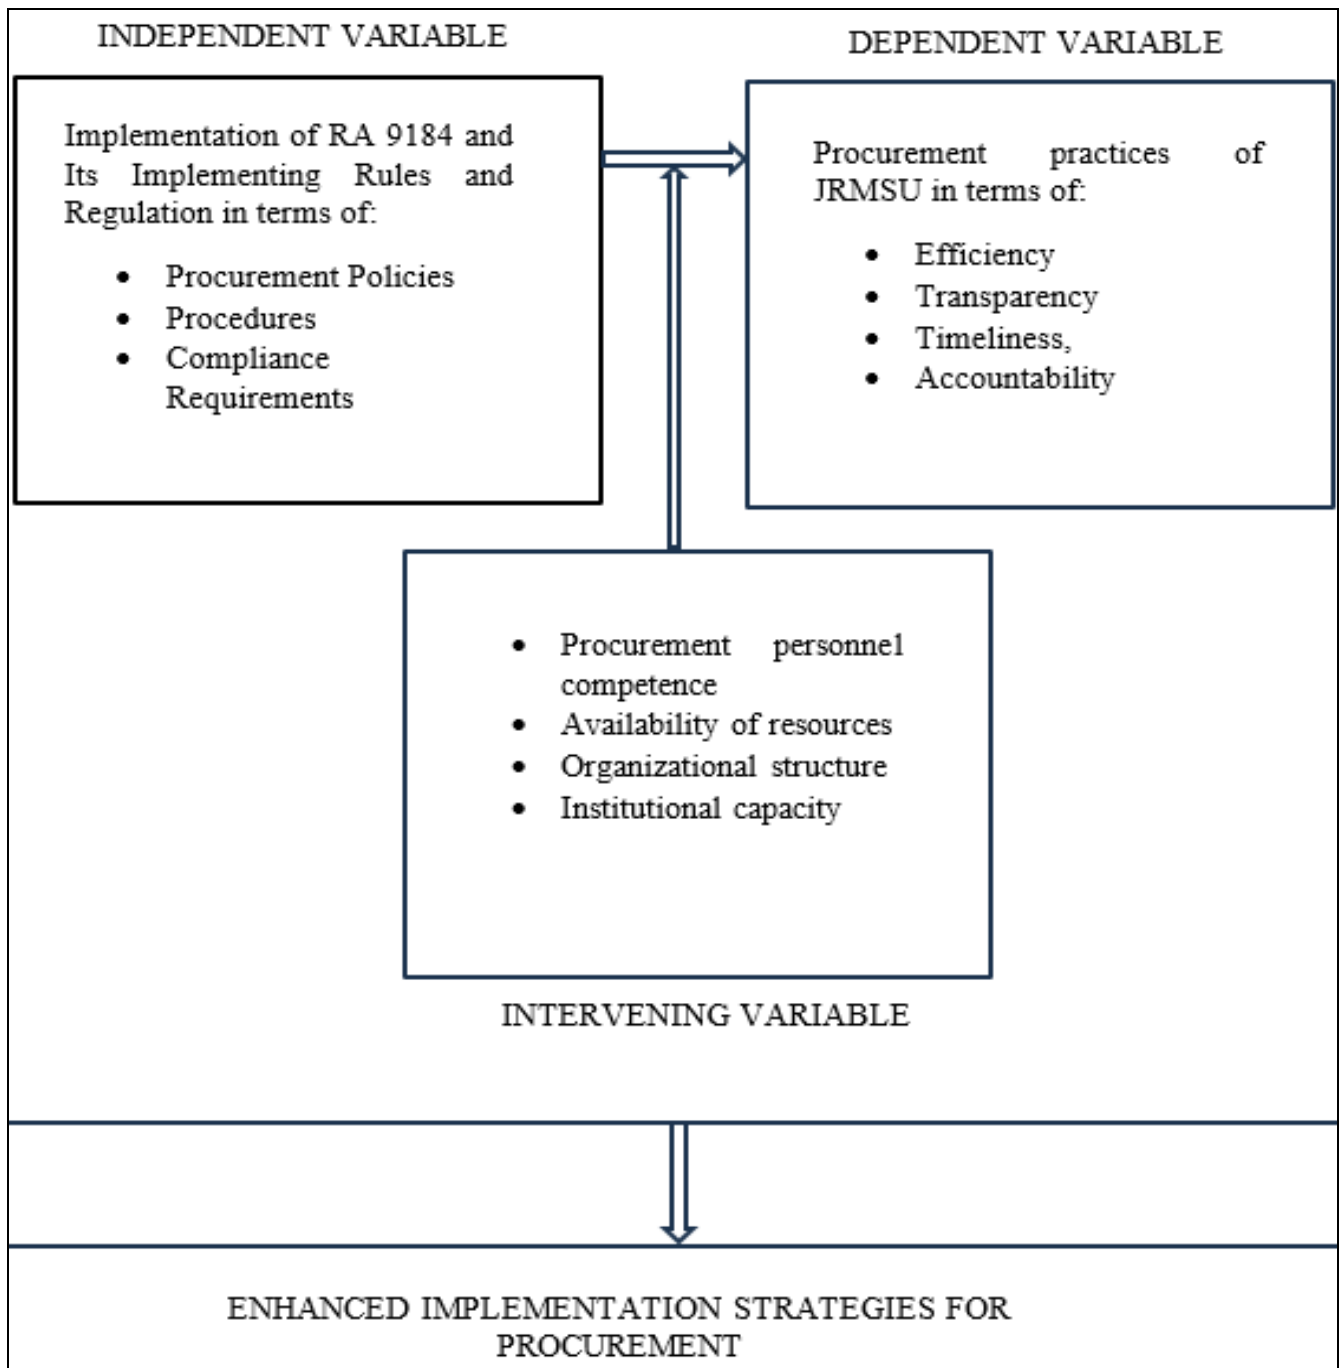 INDEPENDENT VARIABLE
DEPENDENT VARIABLE
Implementation of RA 9184 and
Its Implementing Rules and
Regulation in terms of:
• Procurement Policies
• Procedures
• Compliance
Requirements
Procurement practices of
JRMSU in terms of:
• Efficiency
• Transparency
• Timeliness,
• Accountability
• Procurement personnel
competence
• Availability of resources
• Organizational structure
• Institutional capacity
INTERVENING VARIABLE
ENHANCED IMPLEMENTATION STRATEGIES FOR
PROCUREMENT